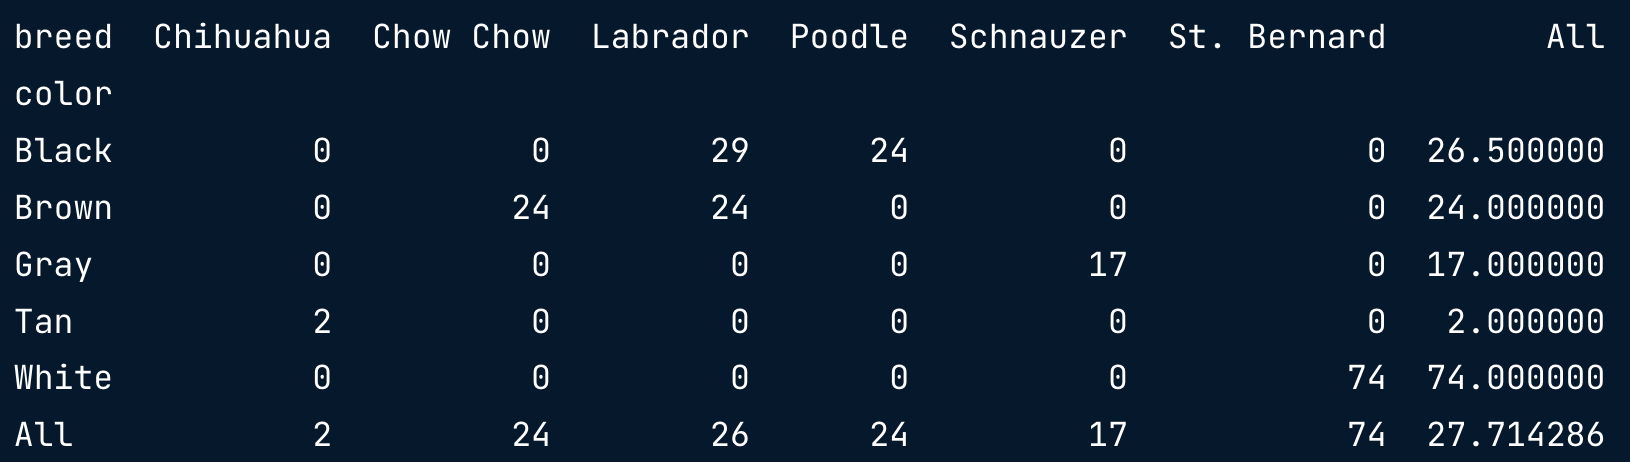 breed  Chihuahua  Chow Chow  Labrador  Poodle  Schnauzer  St. Bernard        All
color
Black          0          0         29      24          0            0  26.500000
Brown          0         24         24       0          0            0  24.000000
Gray           0          0          0       0         17            0  17.000000
Tan            2          0          0       0          0            0   2.000000
White          0          0          0       0          0           74  74.000000
All            2         24         26      24         17           74  27.714286